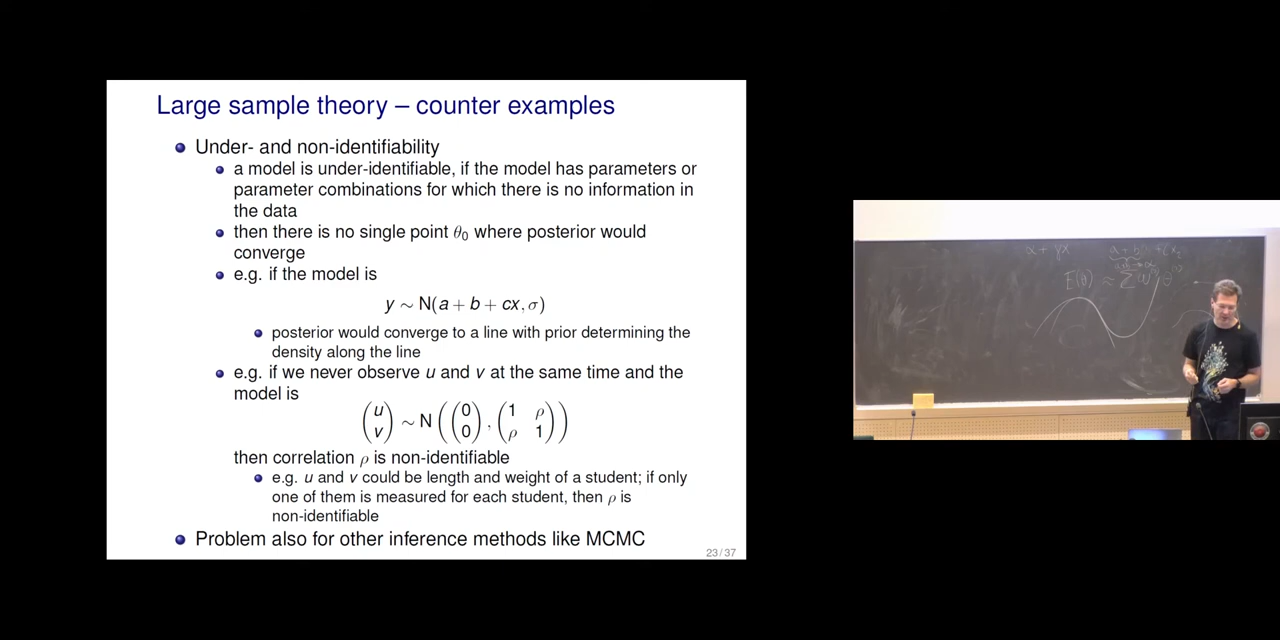 Large sample theory – counter examples
Under- and non-identifiability
a model is under-identifiable, if the model has parameters or
parameter combinations for which there is no information in
the data
then there is no single point θ₀ where posterior would
converge
e.g. if the model is
y ∼ N(a + b + cx, σ)
posterior would converge to a line with prior determining the
density along the line
e.g. if we never observe u and v at the same time and the
model is
(u v) ∼ N((0 0), (1 ρ ρ 1))
then correlation ρ is non-identifiable
e.g. u and v could be length and weight of a student; if only
one of them is measured for each student, then ρ is
non-identifiable
Problem also for other inference methods like MCMC
23 / 37